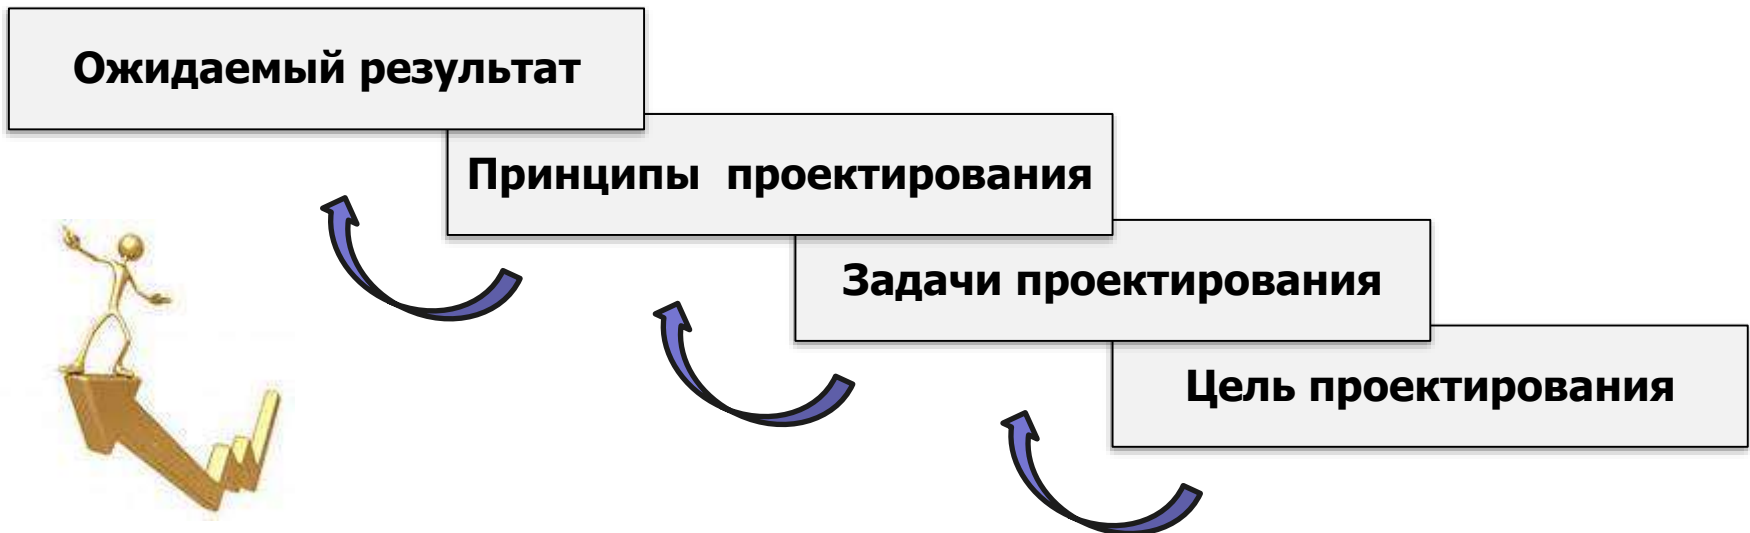 Ожидаемый результат
Принципы проектирования
Задачи проектирования
Цель проектирования